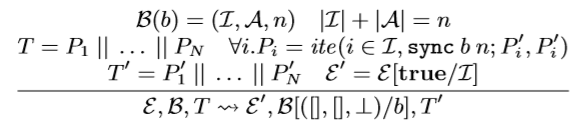 ℬ(b) = (ℐ, 𝒜, n)   |ℐ| + |𝒜| = n
T = P₁ || … || P_N   ∀i.P_i = ite(i ∈ ℐ, sync b n; P′_i, P′_i)
T′ = P′₁ || … || P′_N   ℰ′ = ℰ[true/ℐ]
ℰ, ℬ, T ⇝ ℰ′, ℬ[([], [], ⊥)/b], T′